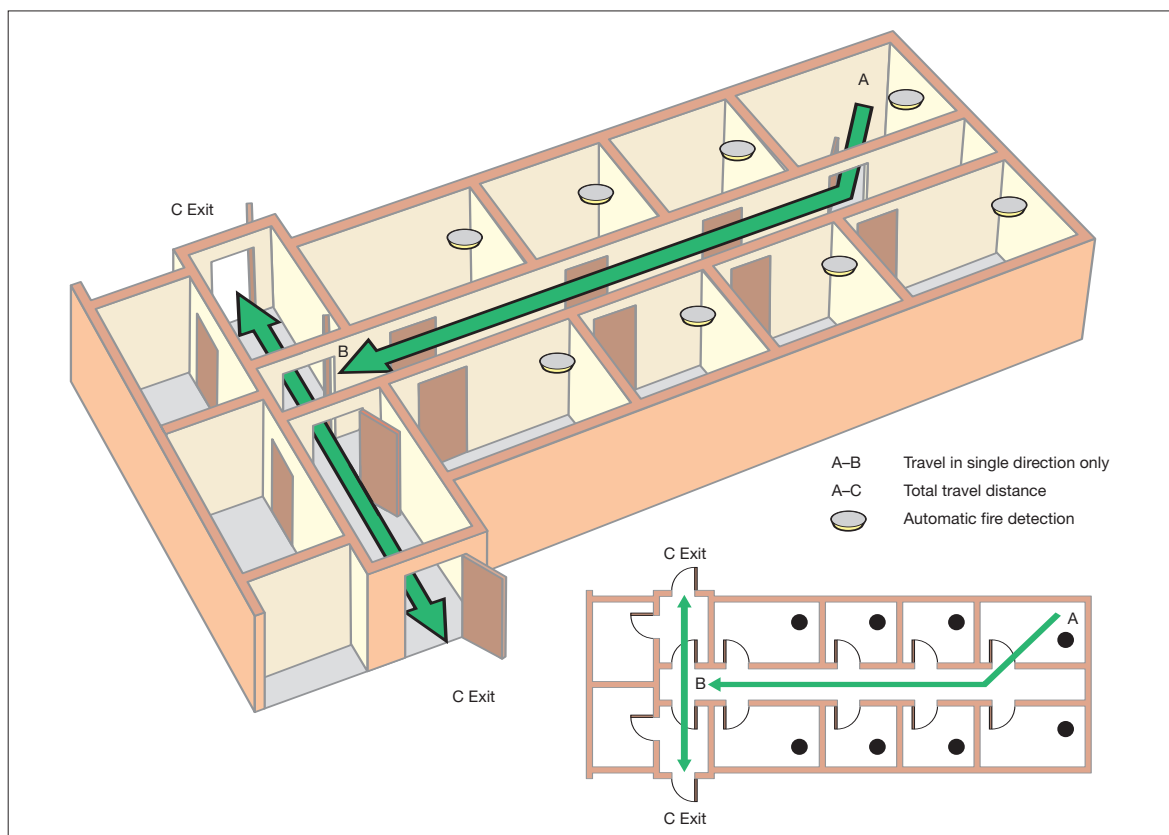 A
C Exit
B
A–B Travel in single direction only
A–C Total travel distance
Automatic fire detection
C Exit
C Exit
A
B
C Exit